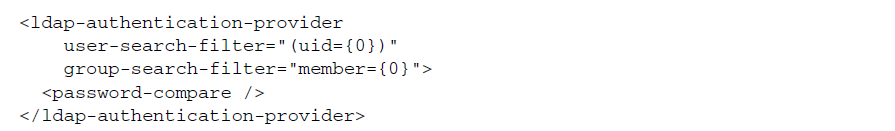 <ldap-authentication-provider
    user-search-filter="(uid={0})"
    group-search-filter="member={0}">
  <password-compare />
</ldap-authentication-provider>